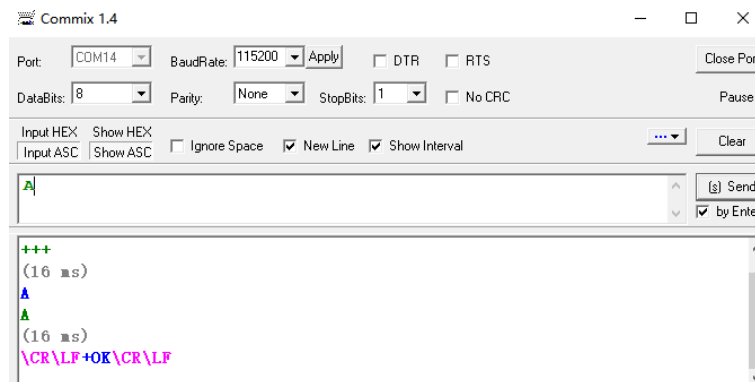 Commix 1.4
Port: COM14 BaudRate: 115200 Apply DTR RTS Close Por
DataBits: 8 Parity: None StopBits: 1 No CRC Pause
Input HEX Show HEX
Input ASC Show ASC Ignore Space New Line Show Interval ... Clear
A (s) Send
by Ente
+++
(16 ms)
A
A
(16 ms)
\CR\LF+OK\CR\LF